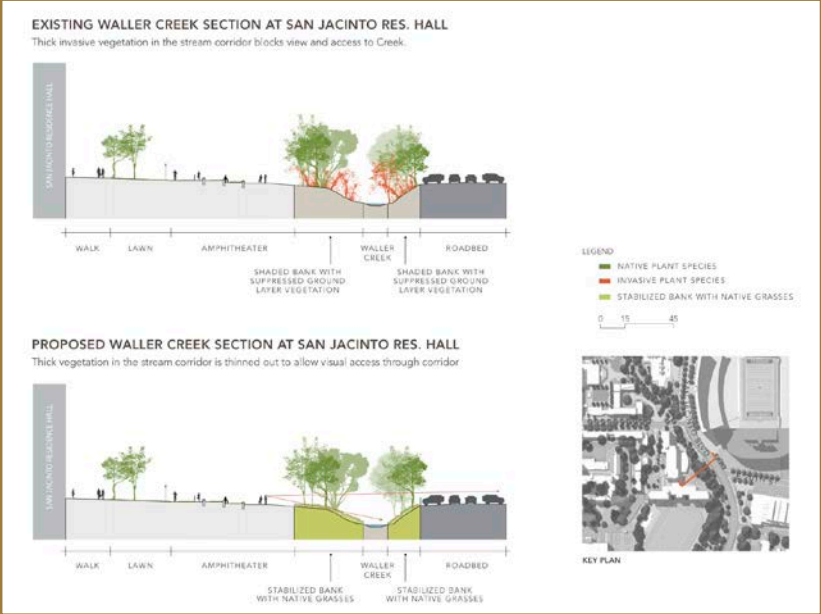 EXISTING WALLER CREEK SECTION AT SAN JACINTO RES. HALL
Thick invasive vegetation in the stream corridor blocks view and access to Creek.
SAN JACINTO RESIDENCE HALL
WALK
LAWN
AMPHITHEATER
WALLER
CREEK
ROADBED
SHADED BANK WITH
SUPPRESSED GROUND
LAYER VEGETATION
SHADED BANK WITH
SUPPRESSED GROUND
LAYER VEGETATION
LEGEND
NATIVE PLANT SPECIES
INVASIVE PLANT SPECIES
STABILIZED BANK WITH NATIVE GRASSES
0 15 45
PROPOSED WALLER CREEK SECTION AT SAN JACINTO RES. HALL
Thick vegetation in the stream corridor is thinned out to allow visual access through corridor
SAN JACINTO RESIDENCE HALL
WALK
LAWN
AMPHITHEATER
WALLER
CREEK
ROADBED
STABILIZED BANK
WITH NATIVE GRASSES
STABILIZED BANK
WITH NATIVE GRASSES
KEY PLAN